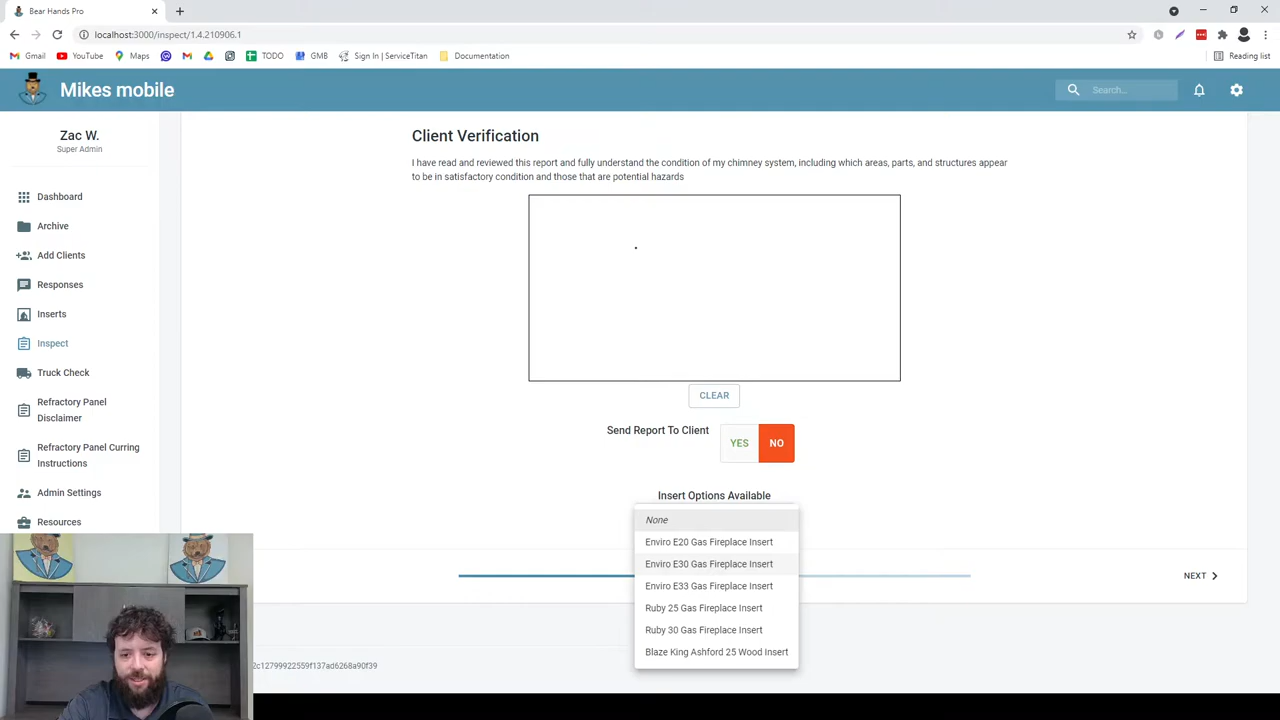 Bear Hands Pro
localhost:3000/inspect/1.4.210906.1
Gmail
YouTube
Maps
TODO
GMB
Sign In | ServiceTitan
Documentation
Reading list
Mikes mobile
Search...
Zac W.
Super Admin
Dashboard
Archive
Add Clients
Responses
Inserts
Inspect
Truck Check
Refractory Panel
Disclaimer
Refractory Panel Curring
Instructions
Admin Settings
Resources
Client Verification
I have read and reviewed this report and fully understand the condition of my chimney system, including which areas, parts, and structures appear
to be in satisfactory condition and those that are potential hazards
CLEAR
Send Report To Client
YES
NO
Insert Options Available
None
Enviro E20 Gas Fireplace Insert
Enviro E30 Gas Fireplace Insert
Enviro E33 Gas Fireplace Insert
Ruby 25 Gas Fireplace Insert
Ruby 30 Gas Fireplace Insert
Blaze King Ashford 25 Wood Insert
NEXT
2c12799922559f137ad6268a90f39